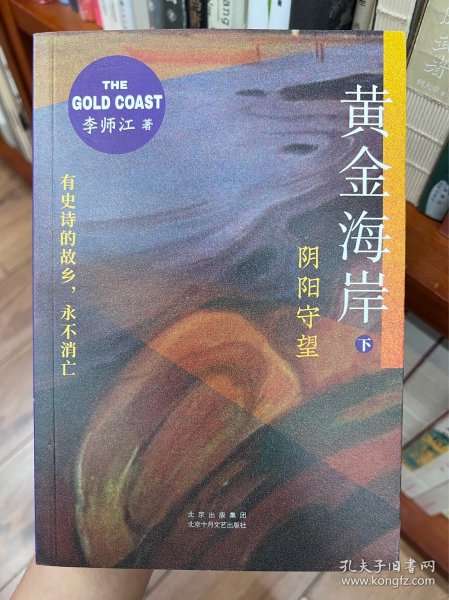 THE
GOLD COAST
李师江 著
黄金海岸
下
阴阳守望
有史诗的故乡，永不消亡
北京出版集团
北京十月文艺出版社
孔夫子旧书网
www.kongfz.com